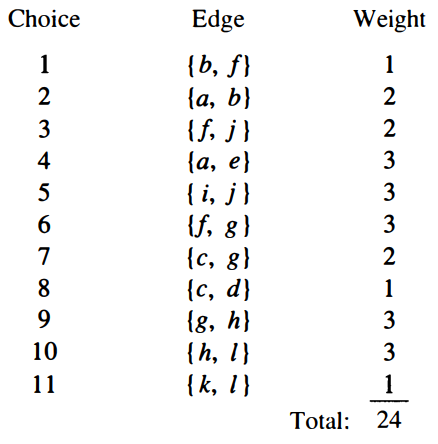 Choice Edge Weight
1 {b, f} 1
2 {a, b} 2
3 {f, j} 2
4 {a, e} 3
5 {i, j} 3
6 {f, g} 3
7 {c, g} 2
8 {c, d} 1
9 {g, h} 3
10 {h, l} 3
11 {k, l} 1
Total: 24